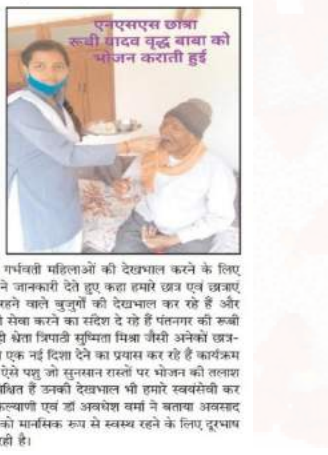 एनएसएस छात्रा
रूबी यादव वृद्ध बाबा को
भोजन कराती हुई
गर्भवती महिलाओं की देखभाल करने के लिए
ने जानकारी देते हुए कहा हमारे छात्र एवं छात्राएं
रहने वाले बुजुर्गों की देखभाल कर रहे हैं और
सेवा करने का संदेश दे रहे हैं पंतनगर की रूबी
श्वेता त्रिपाठी सुष्मिता मिश्रा जैसी अनेकों छात्र-
एक नई दिशा देने का प्रयास कर रहे हैं कार्यक्रम
ऐसे पशु जो सुनसान रास्तों पर भोजन की तलाश
हैं उनकी देखभाल भी हमारे स्वयंसेवी कर
कल्याणी एवं डॉ अवधेश वर्मा ने बताया अवसाद
को मानसिक रूप से स्वस्थ रहने के लिए दूरभाष
रही है।